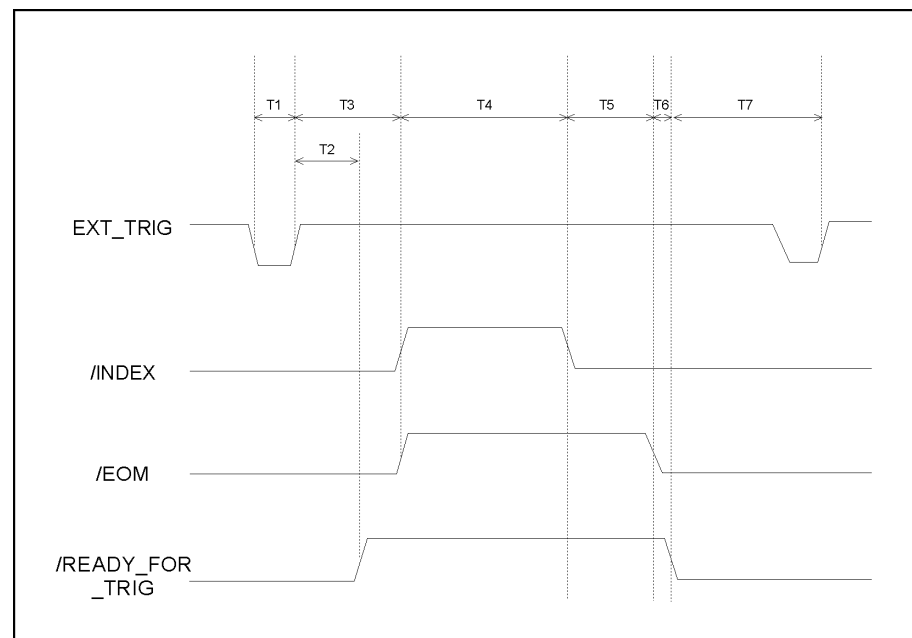 T1 T3 T4 T5 T6 T7
T2
EXT_TRIG
/INDEX
/EOM
/READY_FOR
_TRIG